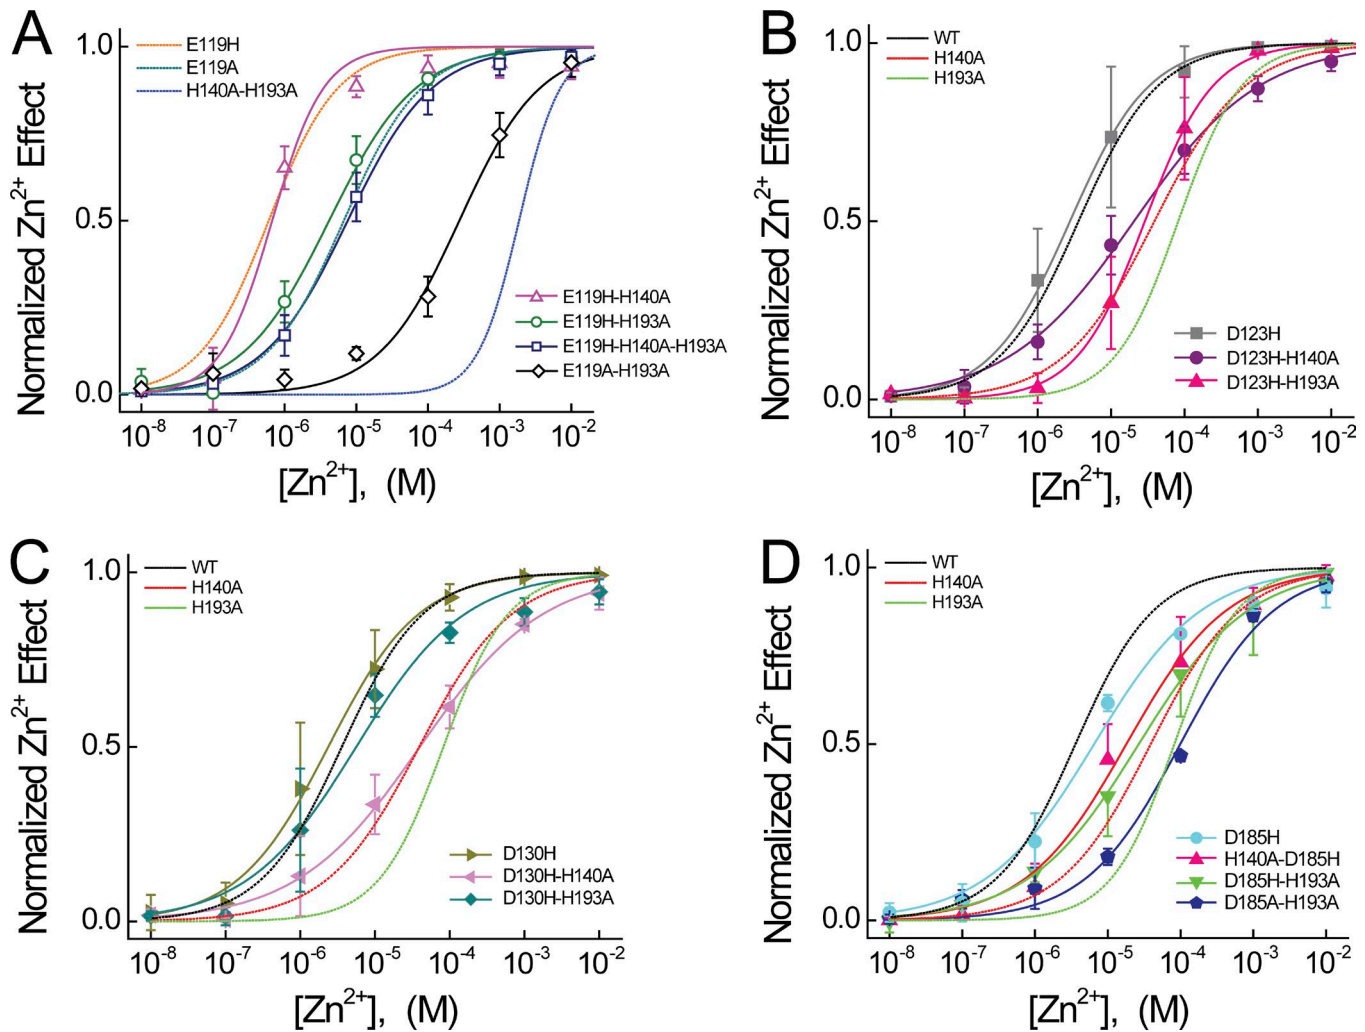 A
E119H
E119A
H140A-H193A
1.0
0.5
0.0
Normalized Zn²⁺ Effect
E119H-H140A
E119H-H193A
E119H-H140A-H193A
E119A-H193A
10⁻⁸ 10⁻⁷ 10⁻⁶ 10⁻⁵ 10⁻⁴ 10⁻³ 10⁻²
[Zn²⁺], (M)
B
WT
H140A
H193A
1.0
0.5
0.0
Normalized Zn²⁺ Effect
D123H
D123H-H140A
D123H-H193A
10⁻⁸ 10⁻⁷ 10⁻⁶ 10⁻⁵ 10⁻⁴ 10⁻³ 10⁻²
[Zn²⁺], (M)
C
WT
H140A
H193A
1.0
0.5
0.0
Normalized Zn²⁺ Effect
D130H
D130H-H140A
D130H-H193A
10⁻⁸ 10⁻⁷ 10⁻⁶ 10⁻⁵ 10⁻⁴ 10⁻³ 10⁻²
[Zn²⁺], (M)
D
WT
H140A
H193A
1.0
0.5
0.0
Normalized Zn²⁺ Effect
D185H
H140A-D185H
D185H-H193A
D185A-H193A
10⁻⁸ 10⁻⁷ 10⁻⁶ 10⁻⁵ 10⁻⁴ 10⁻³ 10⁻²
[Zn²⁺], (M)